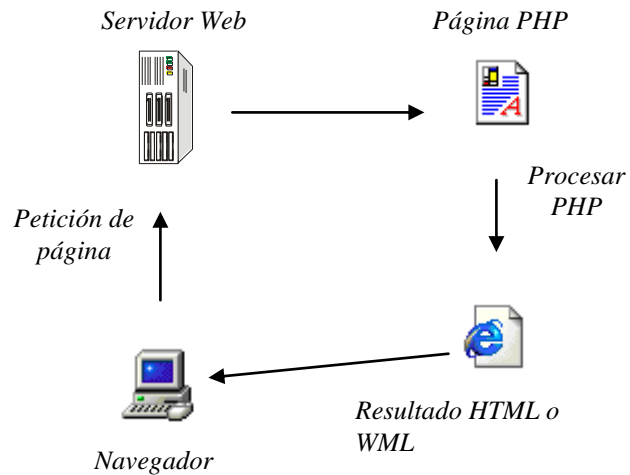 Servidor Web
Página PHP
Procesar
PHP
Petición de
página
Resultado HTML o
WML
Navegador